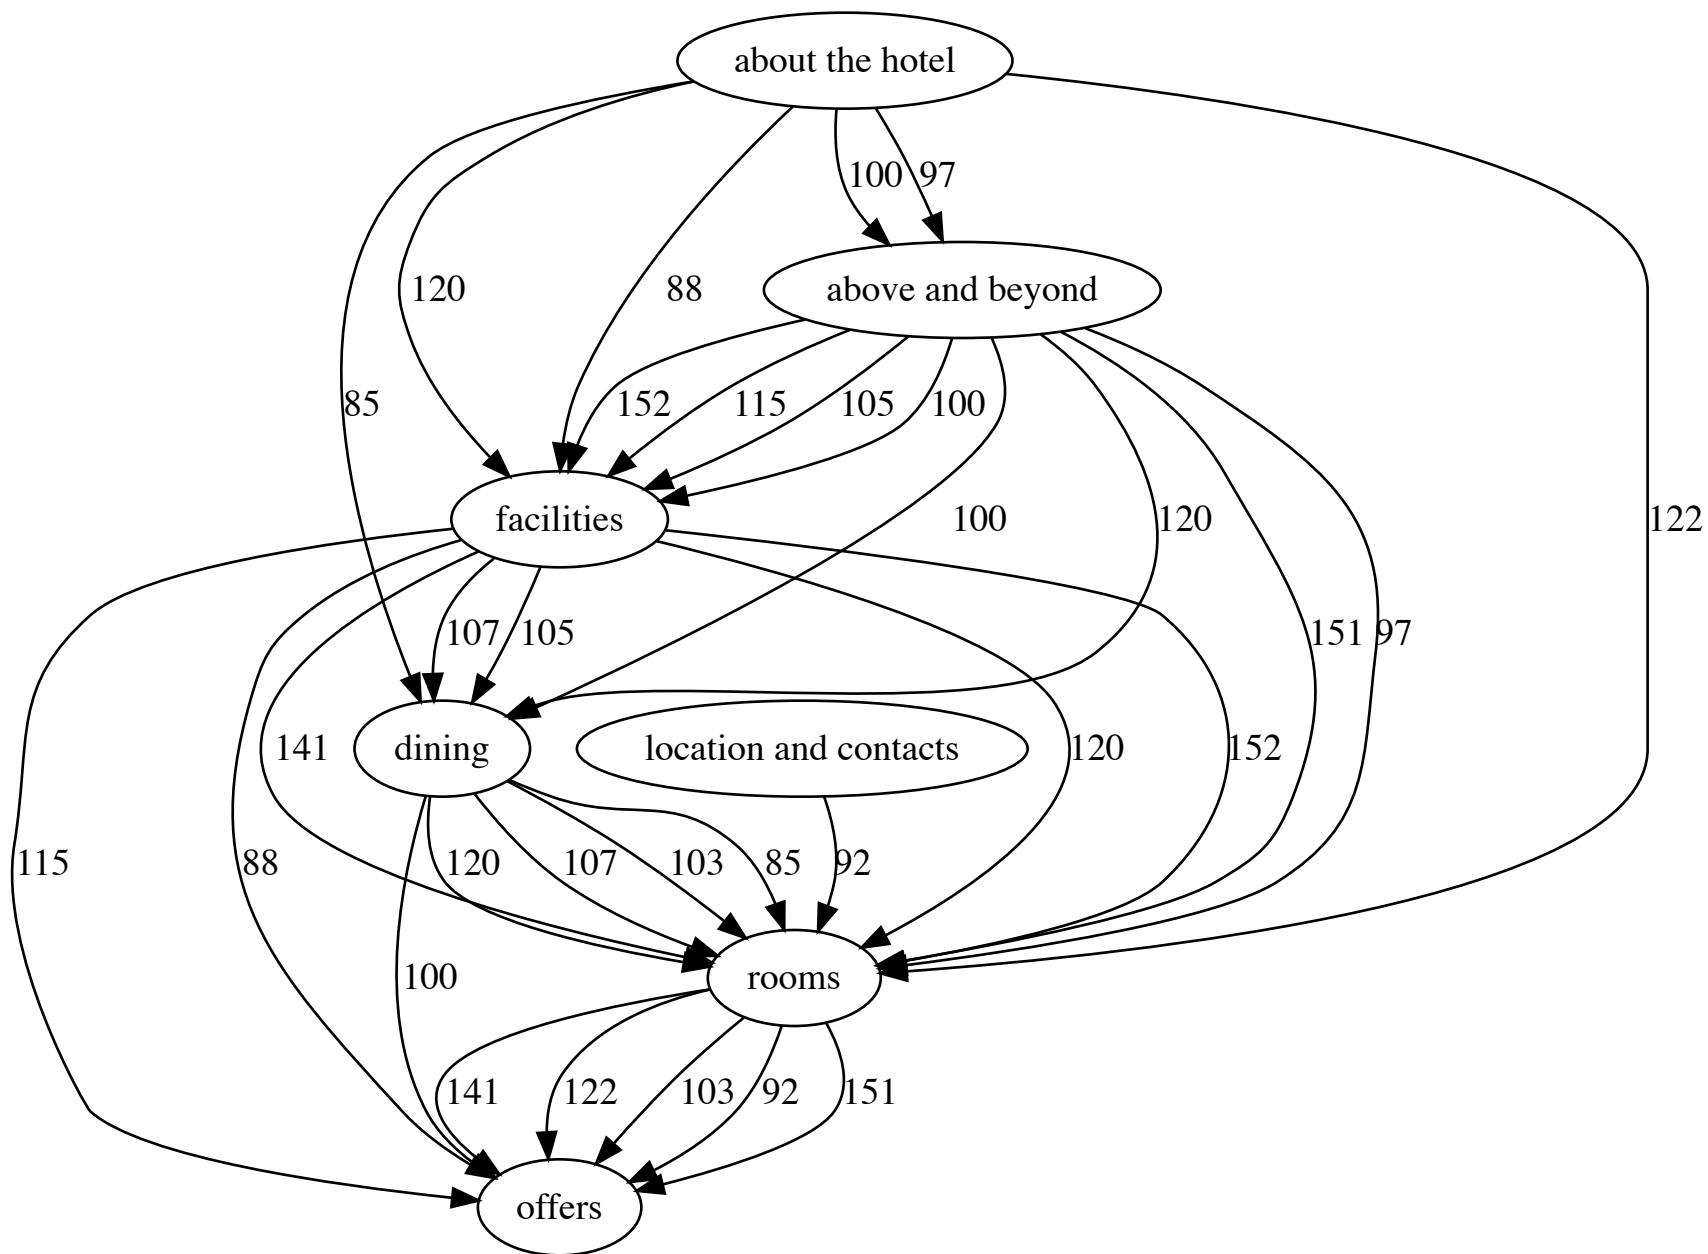 about the hotel
100 97
above and beyond
120 88
85 152 115 105 100
facilities
100 120 122
107 105 151 97
141 dining location and contacts 120 152
115 88 120 107 103 85 92
100 rooms
141 122 103 92 151
offers